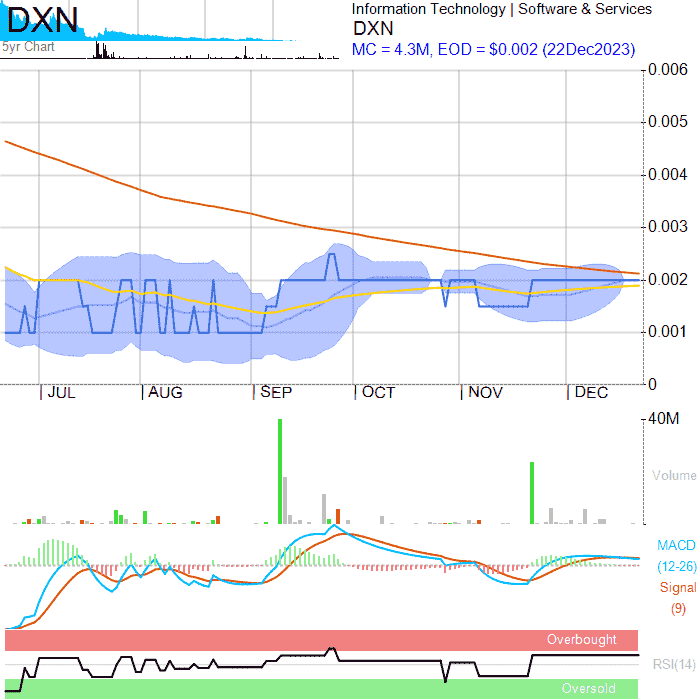 DXN
5yr Chart
Information Technology | Software & Services
DXN
MC = 4.3M, EOD = $0.002 (22Dec2023)
0.006
0.005
0.004
0.003
0.002
0.001
0
| JUL | AUG | SEP | OCT | NOV | DEC
40M
Volume
MACD
(12-26)
Signal
(9)
Overbought
RSI(14)
Oversold